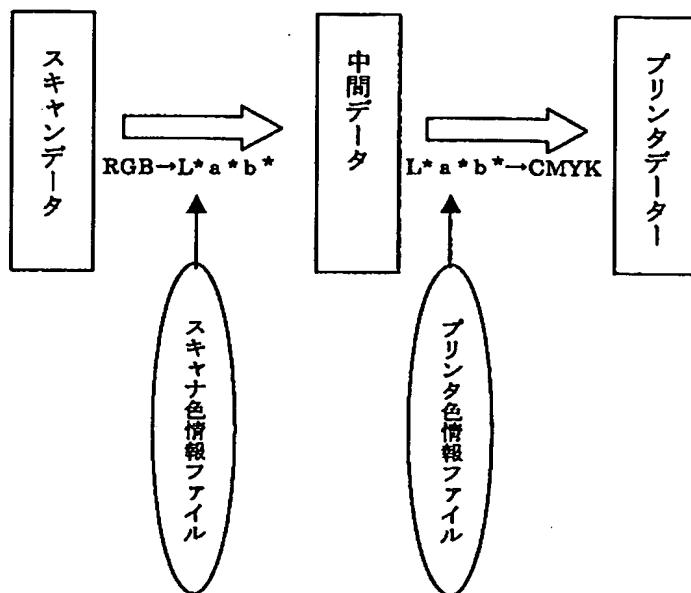 スキャンデータ
RGB→L*a*b*
中間データ
L*a*b*→CMYK
プリンタデーター
スキャナ色情報ファイル
プリンタ色情報ファイル